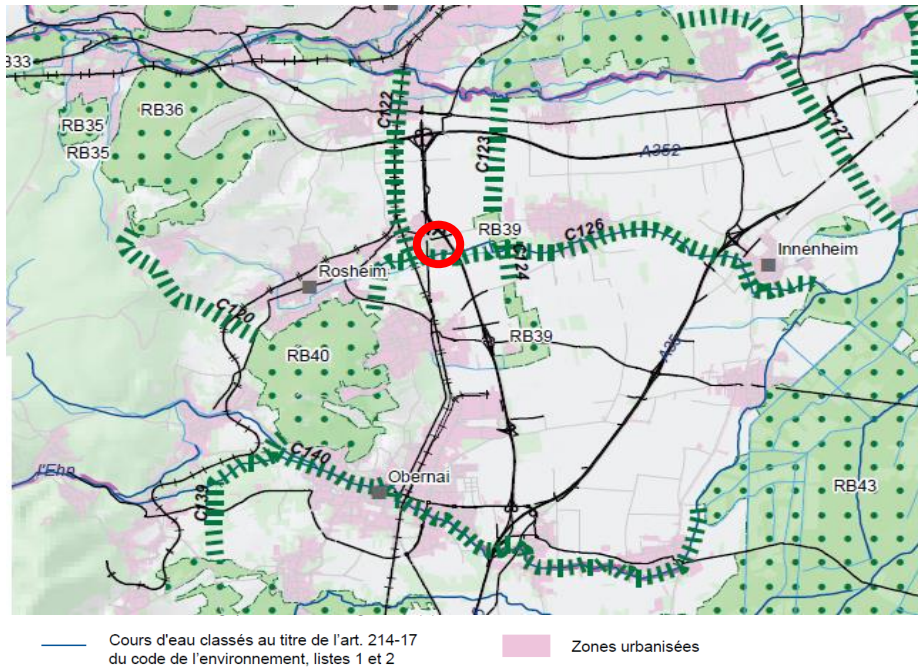 B33
RB35
RB36
RB35
C122
C123
A352
C127
RB39
C126
C124
Innenheim
Rosheim
C120
RB39
A35
RB40
C140
l'Ehn
Obernai
C139
RB43
Cours d'eau classés au titre de l'art. 214-17
du code de l'environnement, listes 1 et 2
Zones urbanisées